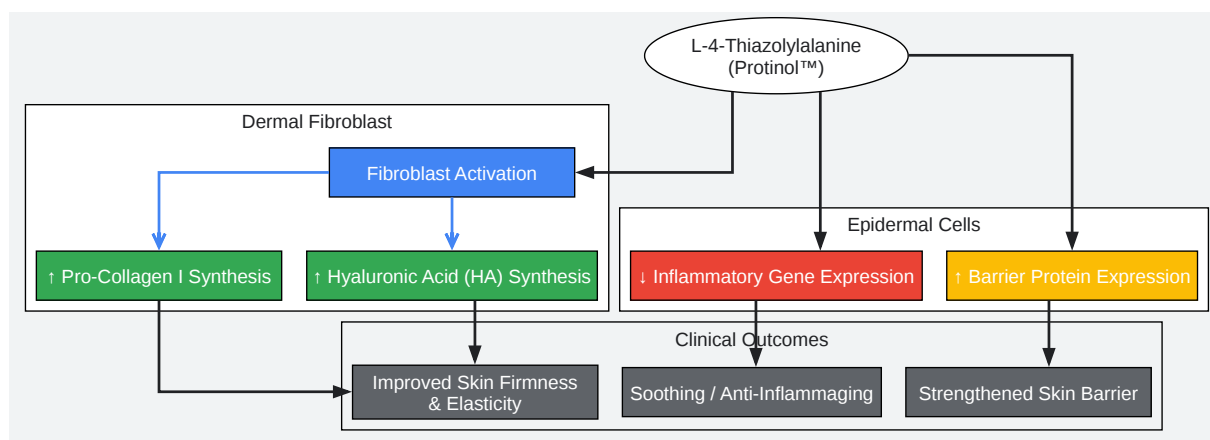 L-4-Thiazolylalanine
(Protinol™)
Dermal Fibroblast
Fibroblast Activation
Epidermal Cells
↑ Pro-Collagen I Synthesis
↑ Hyaluronic Acid (HA) Synthesis
↓ Inflammatory Gene Expression
↑ Barrier Protein Expression
Clinical Outcomes
Improved Skin Firmness
& Elasticity
Soothing / Anti-Inflammaging
Strengthened Skin Barrier